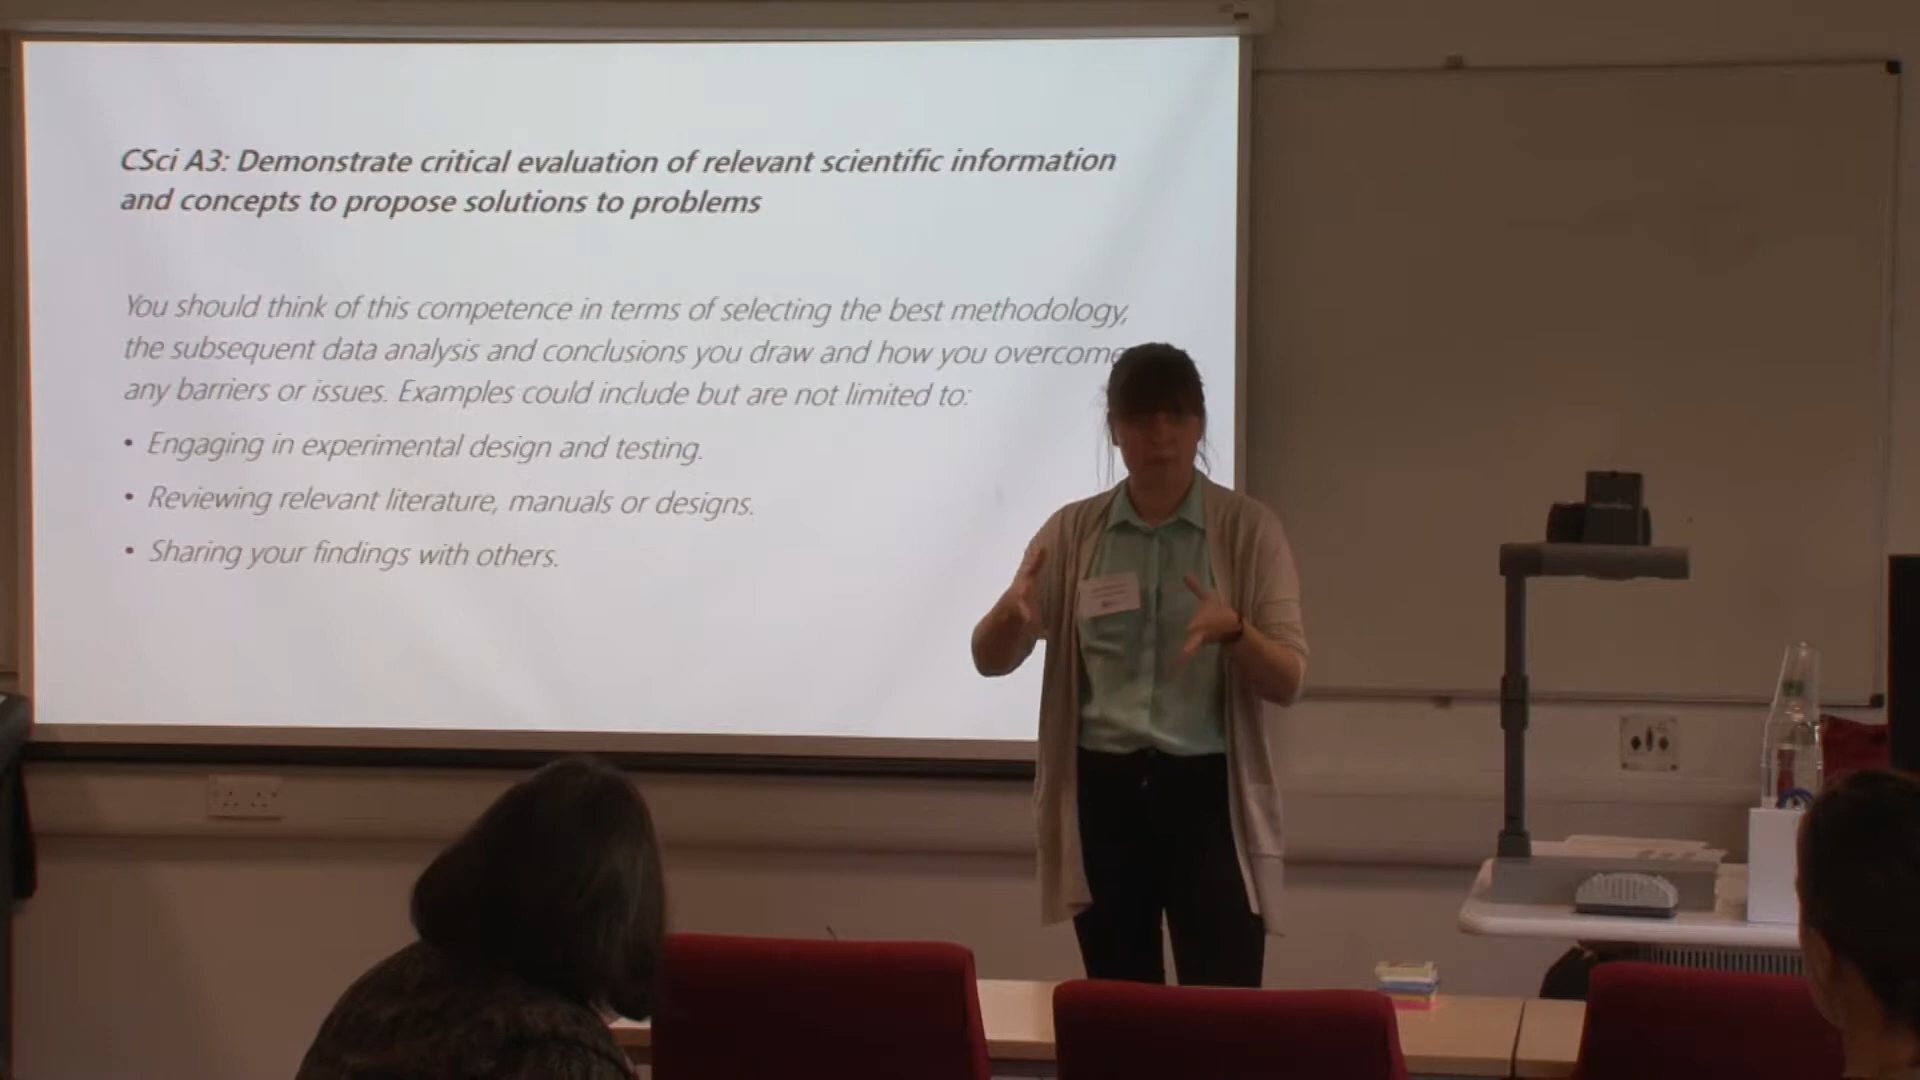 CSci A3: Demonstrate critical evaluation of relevant scientific information
and concepts to propose solutions to problems
You should think of this competence in terms of selecting the best methodology,
the subsequent data analysis and conclusions you draw and how you overcome
any barriers or issues. Examples could include but are not limited to:
• Engaging in experimental design and testing.
• Reviewing relevant literature, manuals or designs.
• Sharing your findings with others.